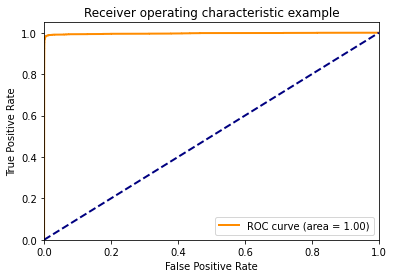 Receiver operating characteristic example
True Positive Rate
1.0
0.8
0.6
0.4
0.2
0.0
ROC curve (area = 1.00)
0.0 0.2 0.4 0.6 0.8 1.0
False Positive Rate